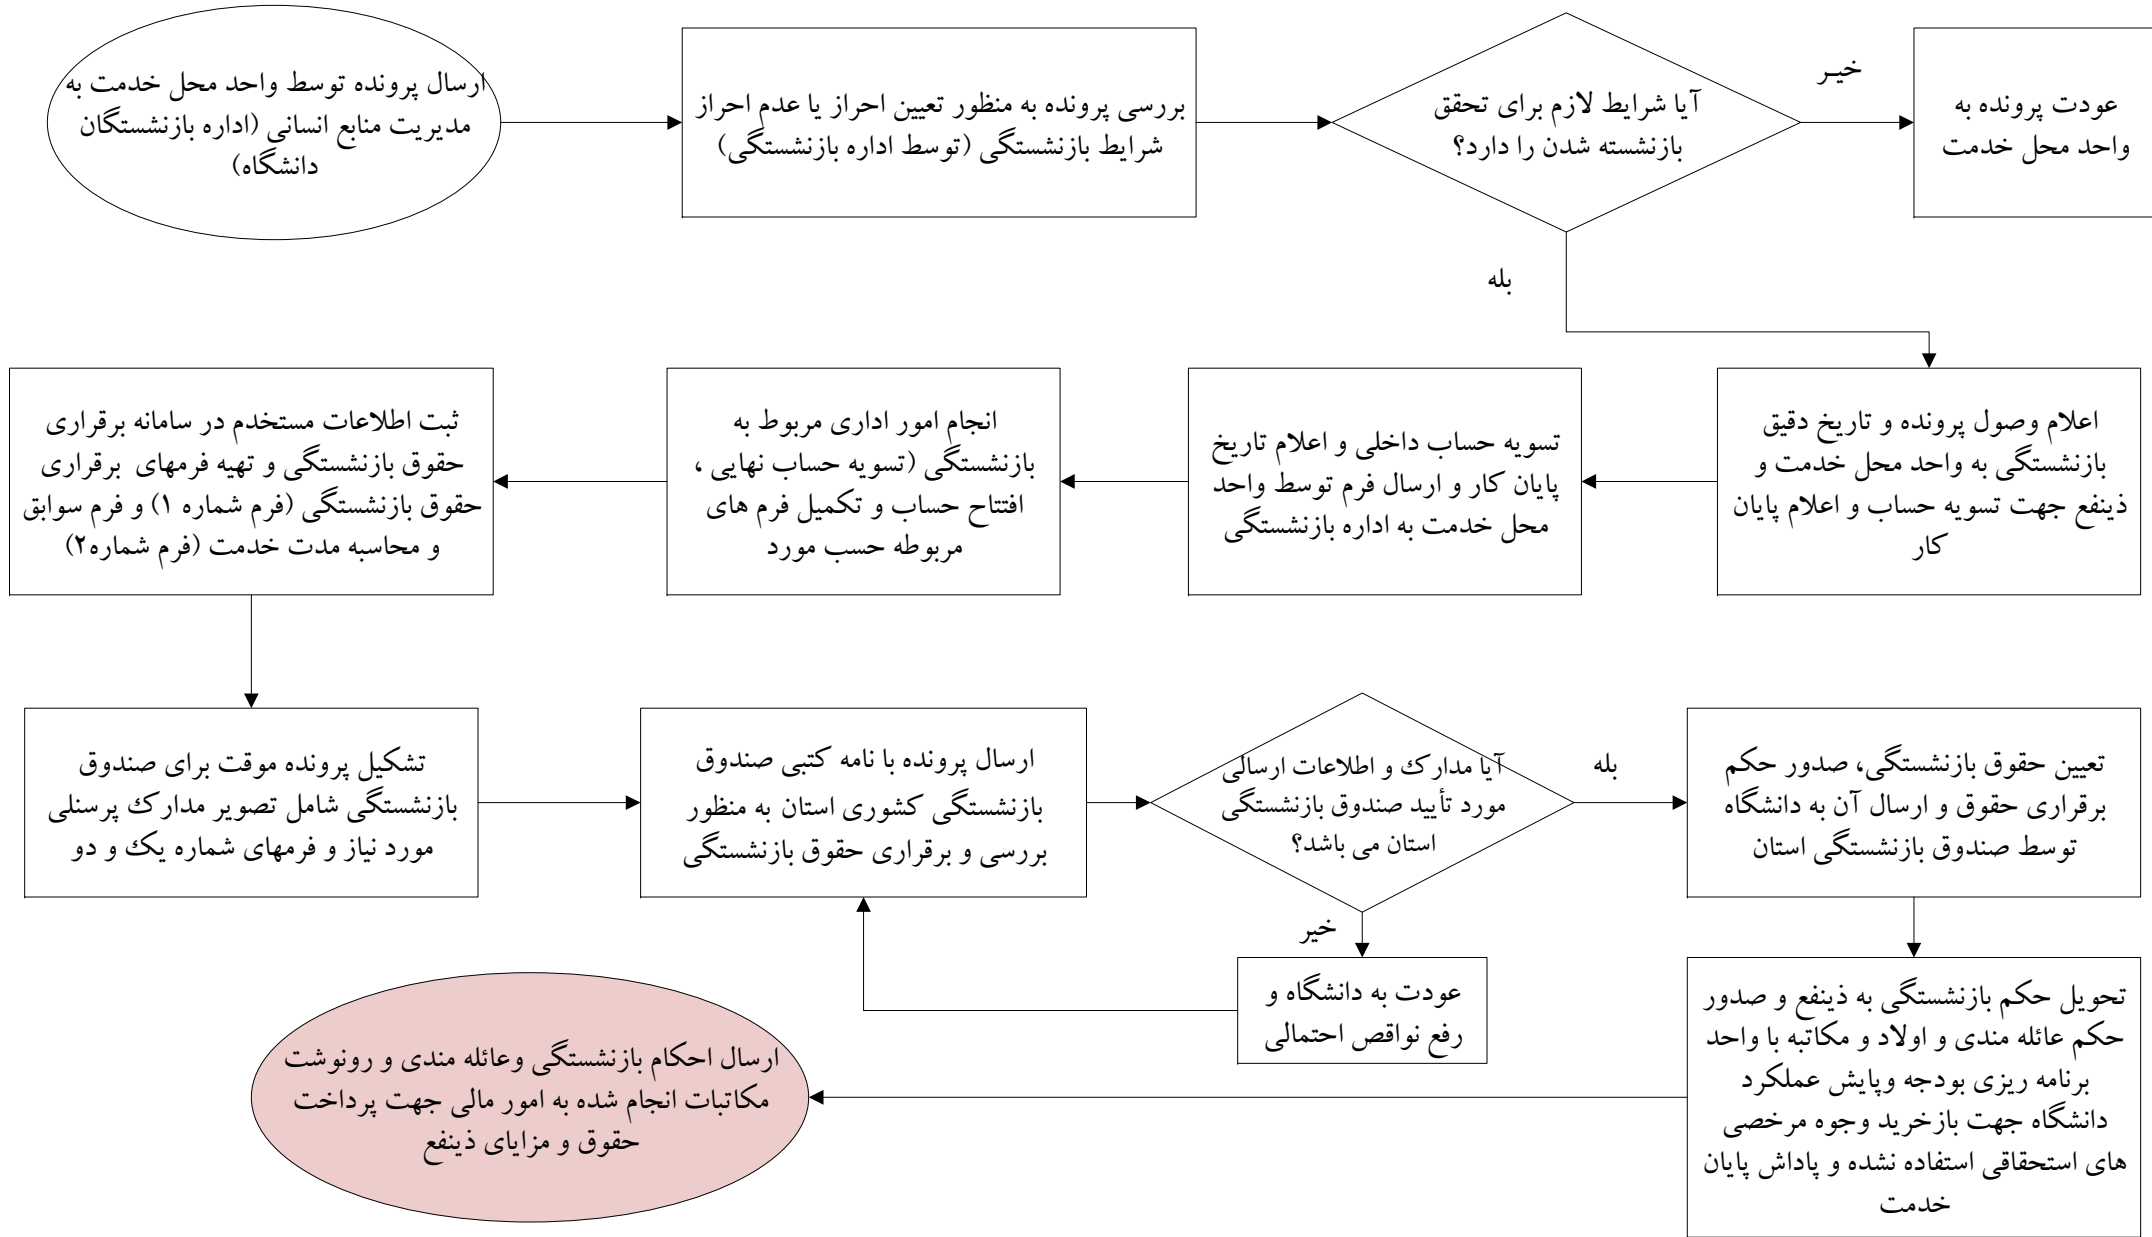 ارسال پرونده توسط واحد محل خدمت به
مدیریت منابع انسانی (اداره بازنشستگان
دانشگاه)
بررسی پرونده به منظور تعیین احراز یا عدم احراز
شرایط بازنشستگی (توسط اداره بازنشستگی)
آیا شرایط لازم برای تحقق
بازنشسته شدن را دارد؟
خیـر
عودت پرونده به
واحد محل خدمت
بله
اعلام وصول پرونده و تاریخ دقیق
بازنشستگی به واحد محل خدمت و
ذینفع جهت تسویه حساب و اعلام پایان
کار
تسویه حساب داخلی و اعلام تاریخ
پایان کار و ارسال فرم توسط واحد
محل خدمت به اداره بازنشستگی
انجام امور اداری مربوط به
بازنشستگی (تسویه حساب نهایی ،
افتتاح حساب و تکمیل فرم های
مربوطه حسب مورد
ثبت اطلاعات مستخدم در سامانه برقراری
حقوق بازنشستگی و تهیه فرمهای برقراری
حقوق بازنشستگی (فرم شماره ۱) و فرم سوابق
و محاسبه مدت خدمت (فرم شماره۲)
تشکیل پرونده موقت برای صندوق
بازنشستگی شامل تصویر مدارک پرسنلی
مورد نیاز و فرمهای شماره یک و دو
ارسال پرونده با نامه کتبی صندوق
بازنشستگی کشوری استان به منظور
بررسی و برقراری حقوق بازنشستگی
آیا مدارک و اطلاعات ارسالی
مورد تأیید صندوق بازنشستگی
استان می باشد؟
بله
تعیین حقوق بازنشستگی، صدور حکم
برقراری حقوق و ارسال آن به دانشگاه
توسط صندوق بازنشستگی استان
خیر
عودت به دانشگاه و
رفع نواقص احتمالی
تحویل حکم بازنشستگی به ذینفع و صدور
حکم عائله مندی و اولاد و مکاتبه با واحد
برنامه ریزی بودجه وپایش عملکرد
دانشگاه جهت بازخرید وجوه مرخصی
های استحقاقی استفاده نشده و پاداش پایان
خدمت
ارسال احکام بازنشستگی وعائله مندی و رونوشت
مکاتبات انجام شده به امور مالی جهت پرداخت
حقوق و مزایای ذینفع